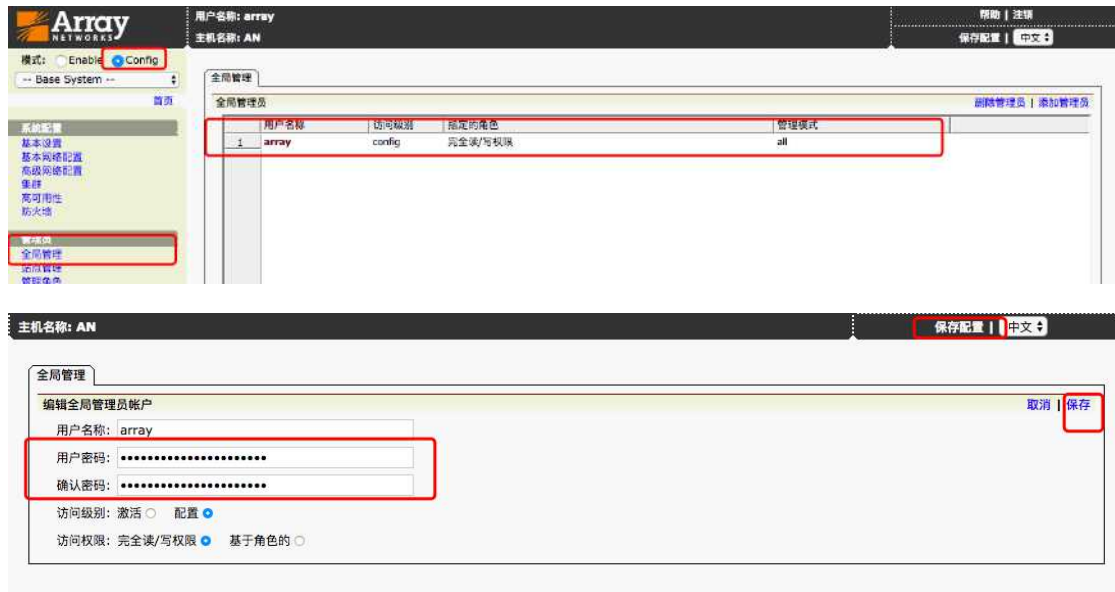 Array
NETWORKS
用户名称: array
主机名称: AN
帮助 | 注销
保存配置 | 中文
模式: Enable Config
-- Base System --
首页
系统配置
基本设置
基本网络配置
高级网络配置
集群
高可用性
防火墙
管理员
全局管理
站点管理
管理角色
全局管理
全局管理员
删除管理员 | 添加管理员
用户名称 访问级别 指定的角色 管理模式
1 array config 完全读/写权限 all
主机名称: AN
保存配置 | 中文
全局管理
编辑全局管理员帐户
取消 | 保存
用户名称: array
用户密码: ••••••••••••••••••••••
确认密码: ••••••••••••••••••••••
访问级别: 激活 配置
访问权限: 完全读/写权限 基于角色的